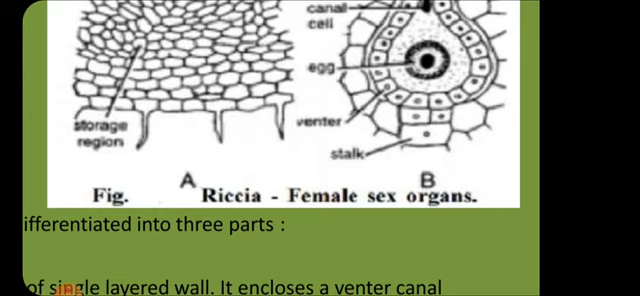 canal
cell
egg
venter
storage
region
stalk
A
B
Fig. Riccia - Female sex organs.
ifferentiated into three parts :
of single layered wall. It encloses a venter canal